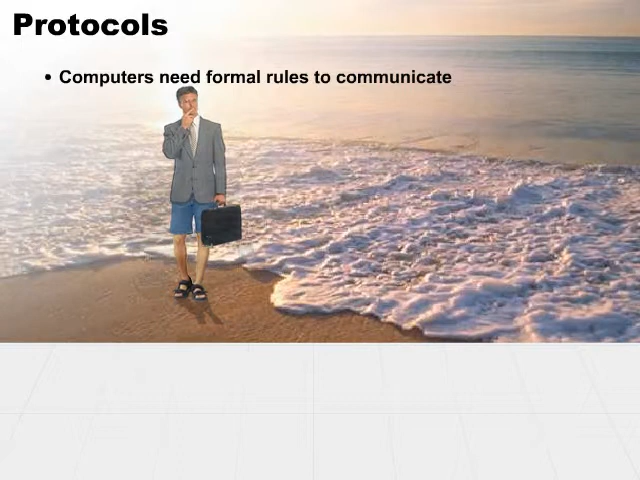 Protocols
• Computers need formal rules to communicate